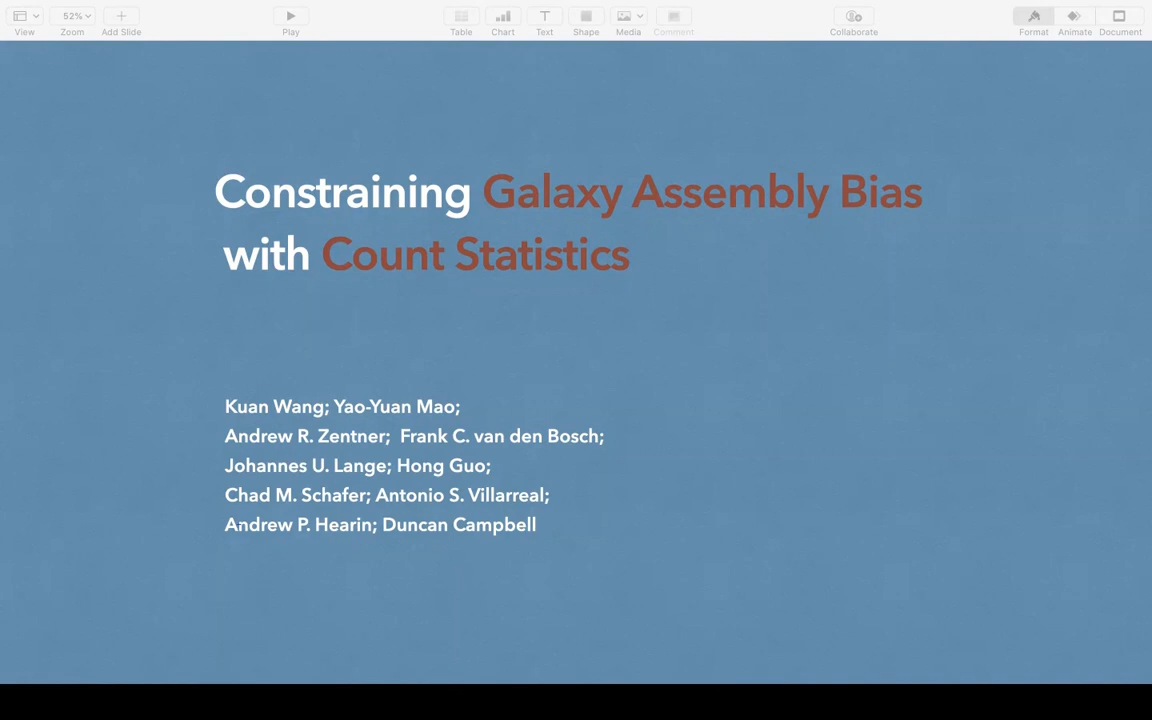 52%
View
Zoom
Add Slide
Play
Table
Chart
Text
Shape
Media
Comment
Collaborate
Format
Animate
Document
Constraining Galaxy Assembly Bias
with Count Statistics
Kuan Wang; Yao-Yuan Mao;
Andrew R. Zentner; Frank C. van den Bosch;
Johannes U. Lange; Hong Guo;
Chad M. Schafer; Antonio S. Villarreal;
Andrew P. Hearin; Duncan Campbell